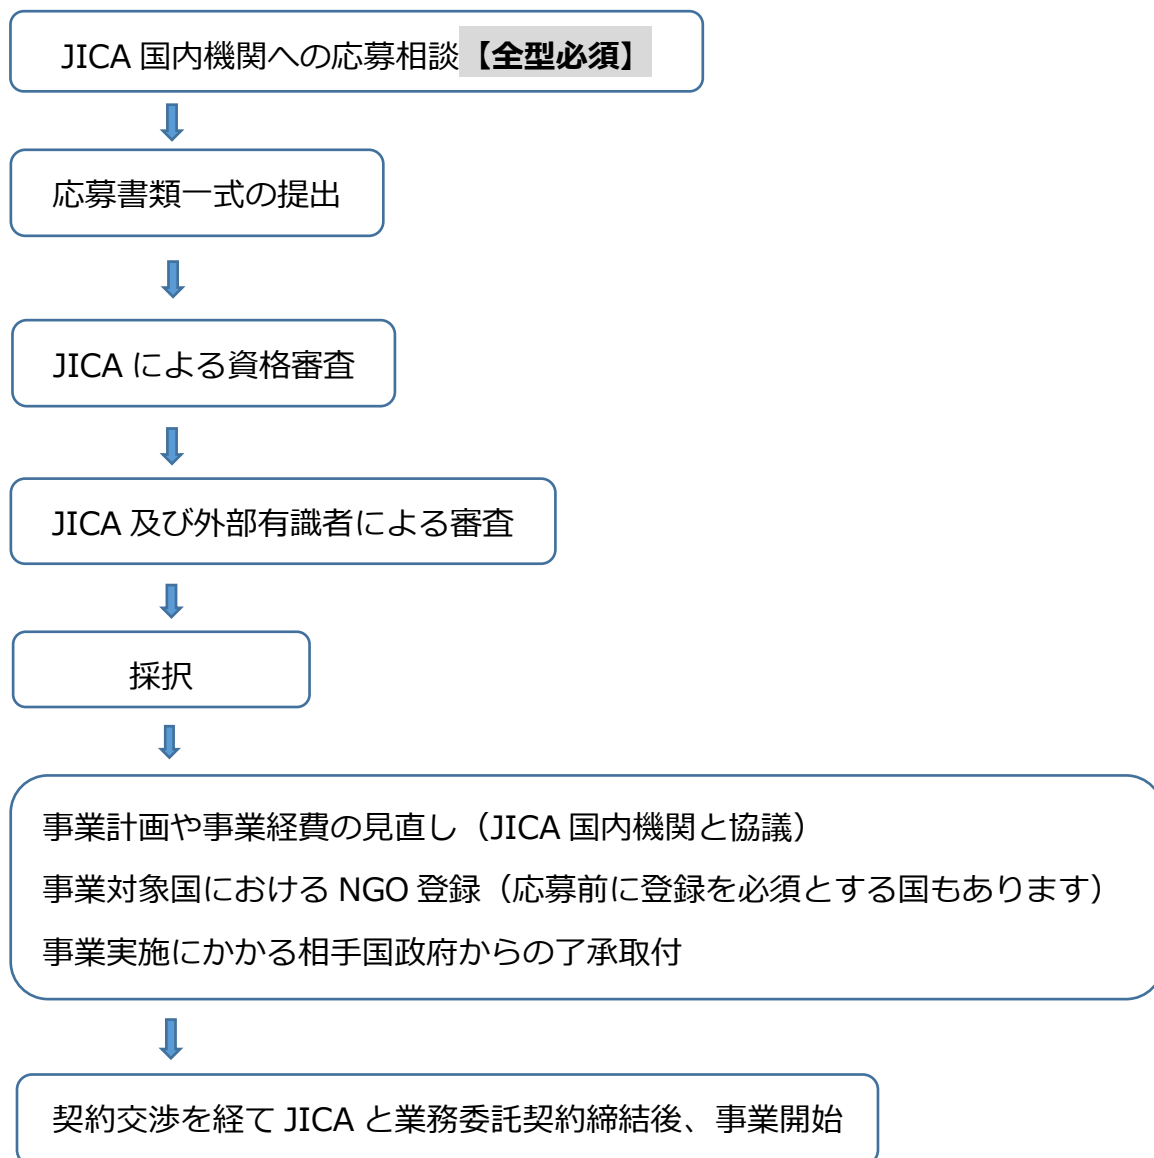 JICA 国内機関への応募相談【全型必須】
応募書類一式の提出
JICA による資格審査
JICA 及び外部有識者による審査
採択
事業計画や事業経費の見直し（JICA 国内機関と協議）
事業対象国における NGO 登録（応募前に登録を必須とする国もあります）
事業実施にかかる相手国政府からの了承取付
契約交渉を経て JICA と業務委託契約締結後、事業開始